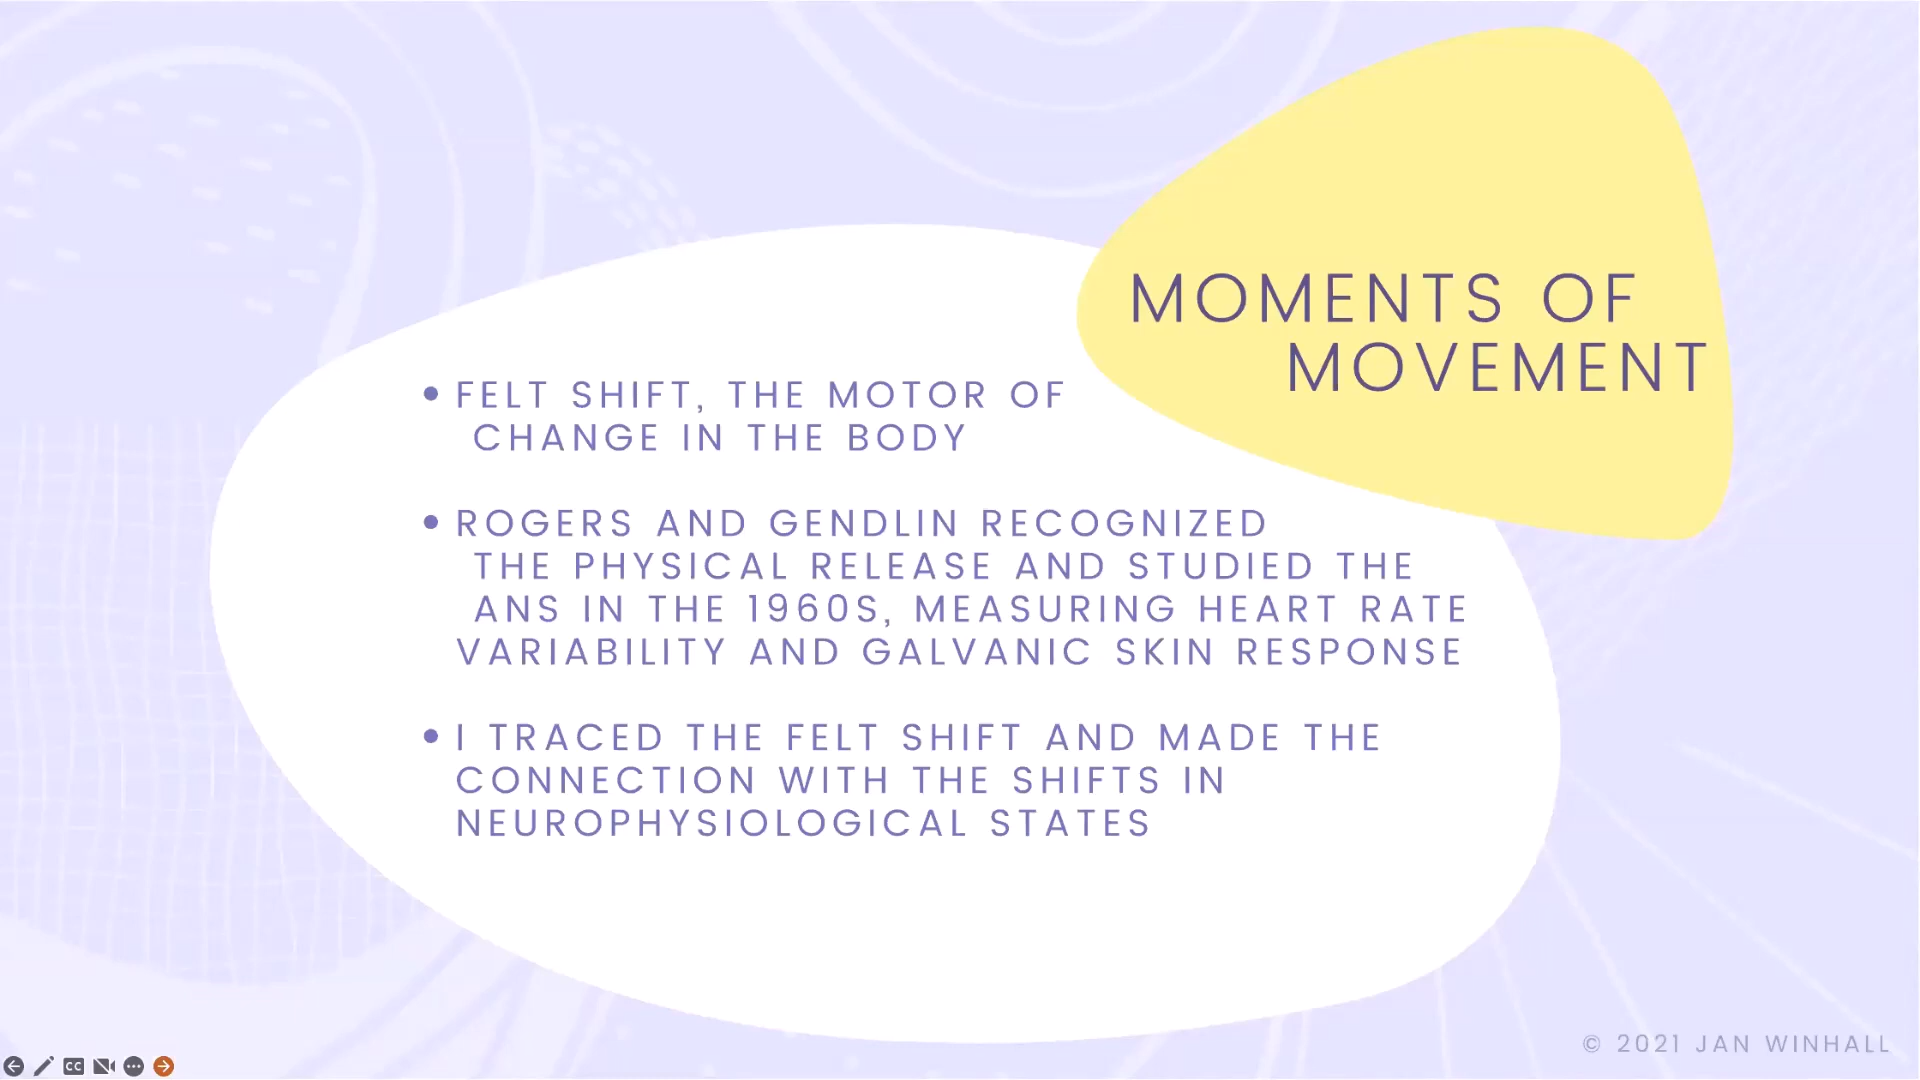 MOMENTS OF
MOVEMENT
• FELT SHIFT, THE MOTOR OF
CHANGE IN THE BODY
• ROGERS AND GENDLIN RECOGNIZED
THE PHYSICAL RELEASE AND STUDIED THE
ANS IN THE 1960S, MEASURING HEART RATE
VARIABILITY AND GALVANIC SKIN RESPONSE
• I TRACED THE FELT SHIFT AND MADE THE
CONNECTION WITH THE SHIFTS IN
NEUROPHYSIOLOGICAL STATES
© 2021 JAN WINHALL
CC